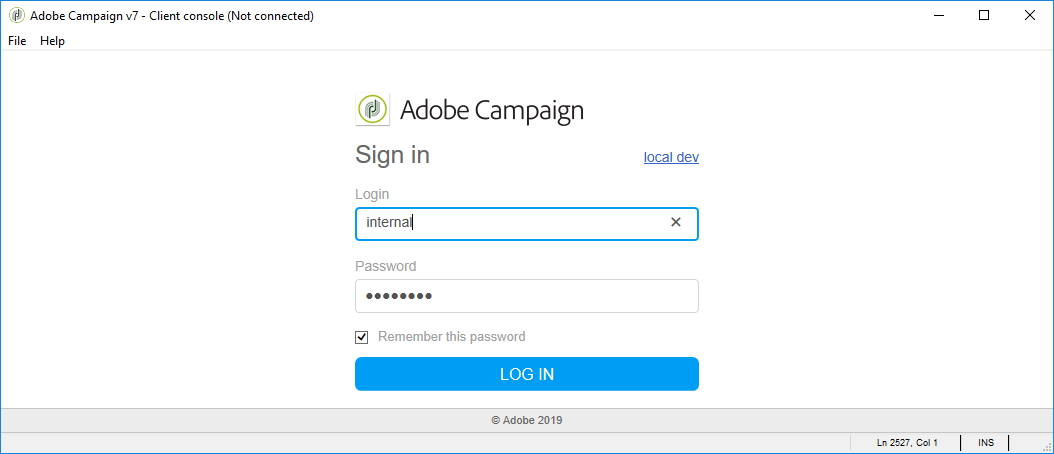 Adobe Campaign v7 - Client console (Not connected)
File Help
Adobe Campaign
Sign in local dev
Login
internal
Password
●●●●●●●●
Remember this password
LOG IN
© Adobe 2019
Ln 2527, Col 1 INS